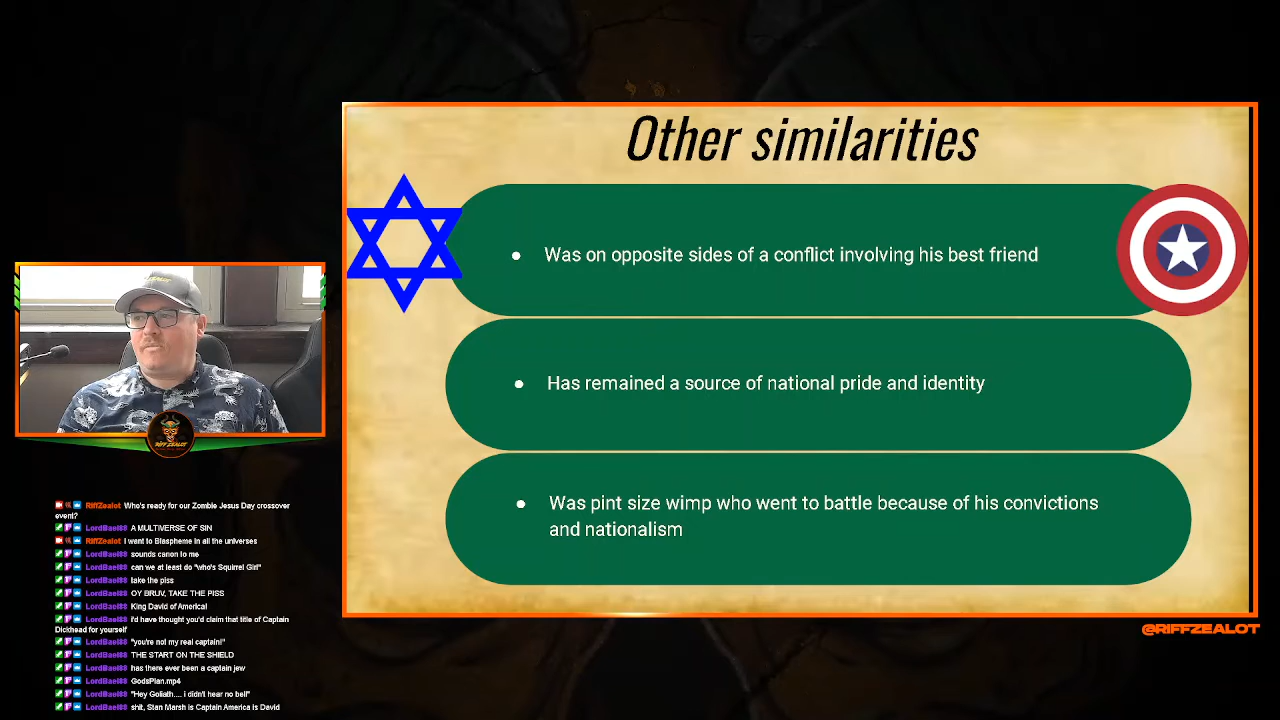 Other similarities
Was on opposite sides of a conflict involving his best friend
Has remained a source of national pride and identity
Was pint size wimp who went to battle because of his convictions
and nationalism
RIFF ZEALOT
RiffZealot Who's ready for our Zombie Jesus Day crossover
event?
LordBael88 A MULTIVERSE OF SIN
RiffZealot I want to Blaspheme in all the universes
LordBael88 sounds canon to me
LordBael88 can we at least do "who's Squirrel Girl"
LordBael88 take the piss
LordBael88 OY BRUV, TAKE THE PISS
LordBael88 King David of America!
LordBael88 i'd have thought you'd claim that title of Captain
Dickhead for yourself
LordBael88 "you're not my real captain!"
LordBael88 THE START ON THE SHIELD
LordBael88 has there ever been a captain jew
LordBael88 GodsPlan.mp4
LordBael88 "Hey Goliath.... i didn't hear no bell"
LordBael88 shit, Stan Marsh is Captain America is David
@RIFFZEALOT